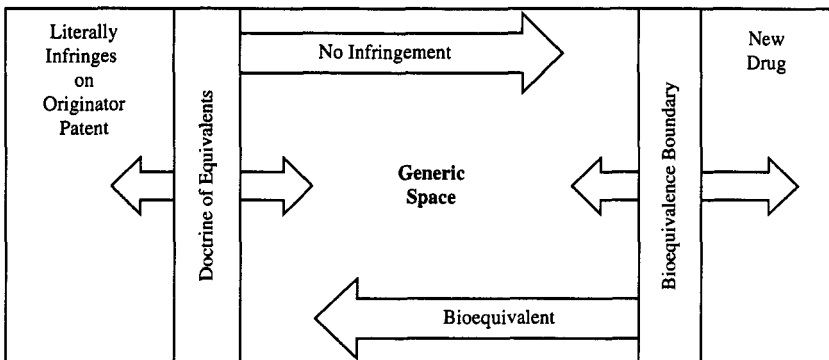 Literally
Infringes
on
Originator
Patent
Doctrine of Equivalents
No Infringement
Generic
Space
Bioequivalent
Bioequivalence Boundary
New
Drug